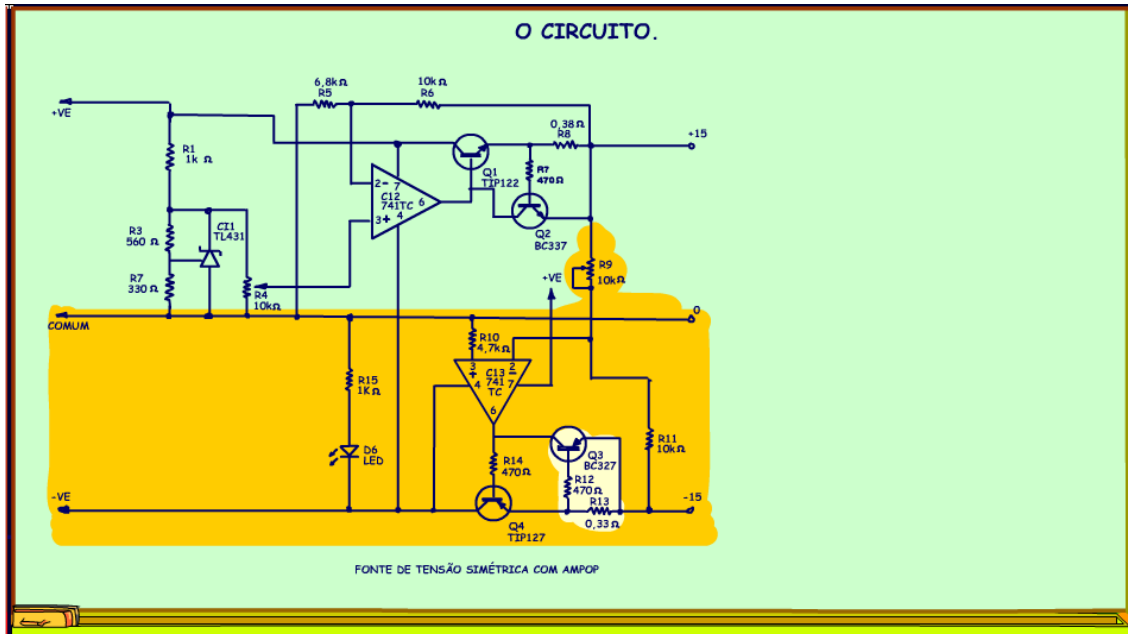 O CIRCUITO.
6,8kΩ
R5
10kΩ
R6
+VE
0,38Ω
R8
+15
R1
1k Ω
Q1
TIP122
R7
470Ω
2- 7
C12
741TC
6
3+ 4
Q2
BC337
R3
560 Ω
CI1
TL431
R7
330Ω
R4
10kΩ
+VE
R9
10kΩ
COMUM
0
R10
4,7kΩ
3
+
2
-
C13
741
TC
4
7
6
R15
1KΩ
D6
LED
R14
470Ω
Q3
BC327
R12
470Ω
R13
0,33Ω
R11
10kΩ
-VE
-15
Q4
TIP127
FONTE DE TENSÃO SIMÉTRICA COM AMPOP